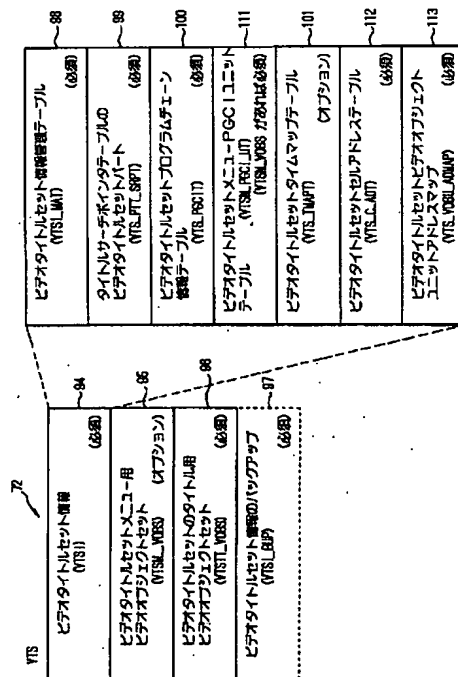 VTS
72
ビデオタイトルセット情報
(VTSI)
(必須)
94
ビデオタイトルセットメニュー用
ビデオオブジェクトセット
(VTSM_VOBS)
(オプション)
95
ビデオタイトルセットのタイトル用
ビデオオブジェクトセット
(VTSTT_VOBS)
(必須)
96
ビデオタイトルセット情報のバックアップ
(VTSI_BUP)
(必須)
97
ビデオタイトルセット情報管理テーブル
(VTSI_MAT)
(必須)
98
タイトルサーチポインタテーブルの
ビデオタイトルセットパート
(VTS_PTT_SRPT)
(必須)
99
ビデオタイトルセットプログラムチェーン
情報テーブル
(VTS_PGCIT)
(必須)
100
ビデオタイトルセットメニューPGCIユニット
テーブル
(VTSM_PGCI_UT)
(VTSM_VOBS があれば必須)
111
ビデオタイトルセットタイムマップテーブル
(VTS_TMAPT)
(オプション)
101
ビデオタイトルセットセルアドレステーブル
(VTS_C_ADT)
(必須)
112
ビデオタイトルセットビデオオブジェクト
ユニットアドレスマップ
(VTS_VOBU_ADMAP)
(必須)
113